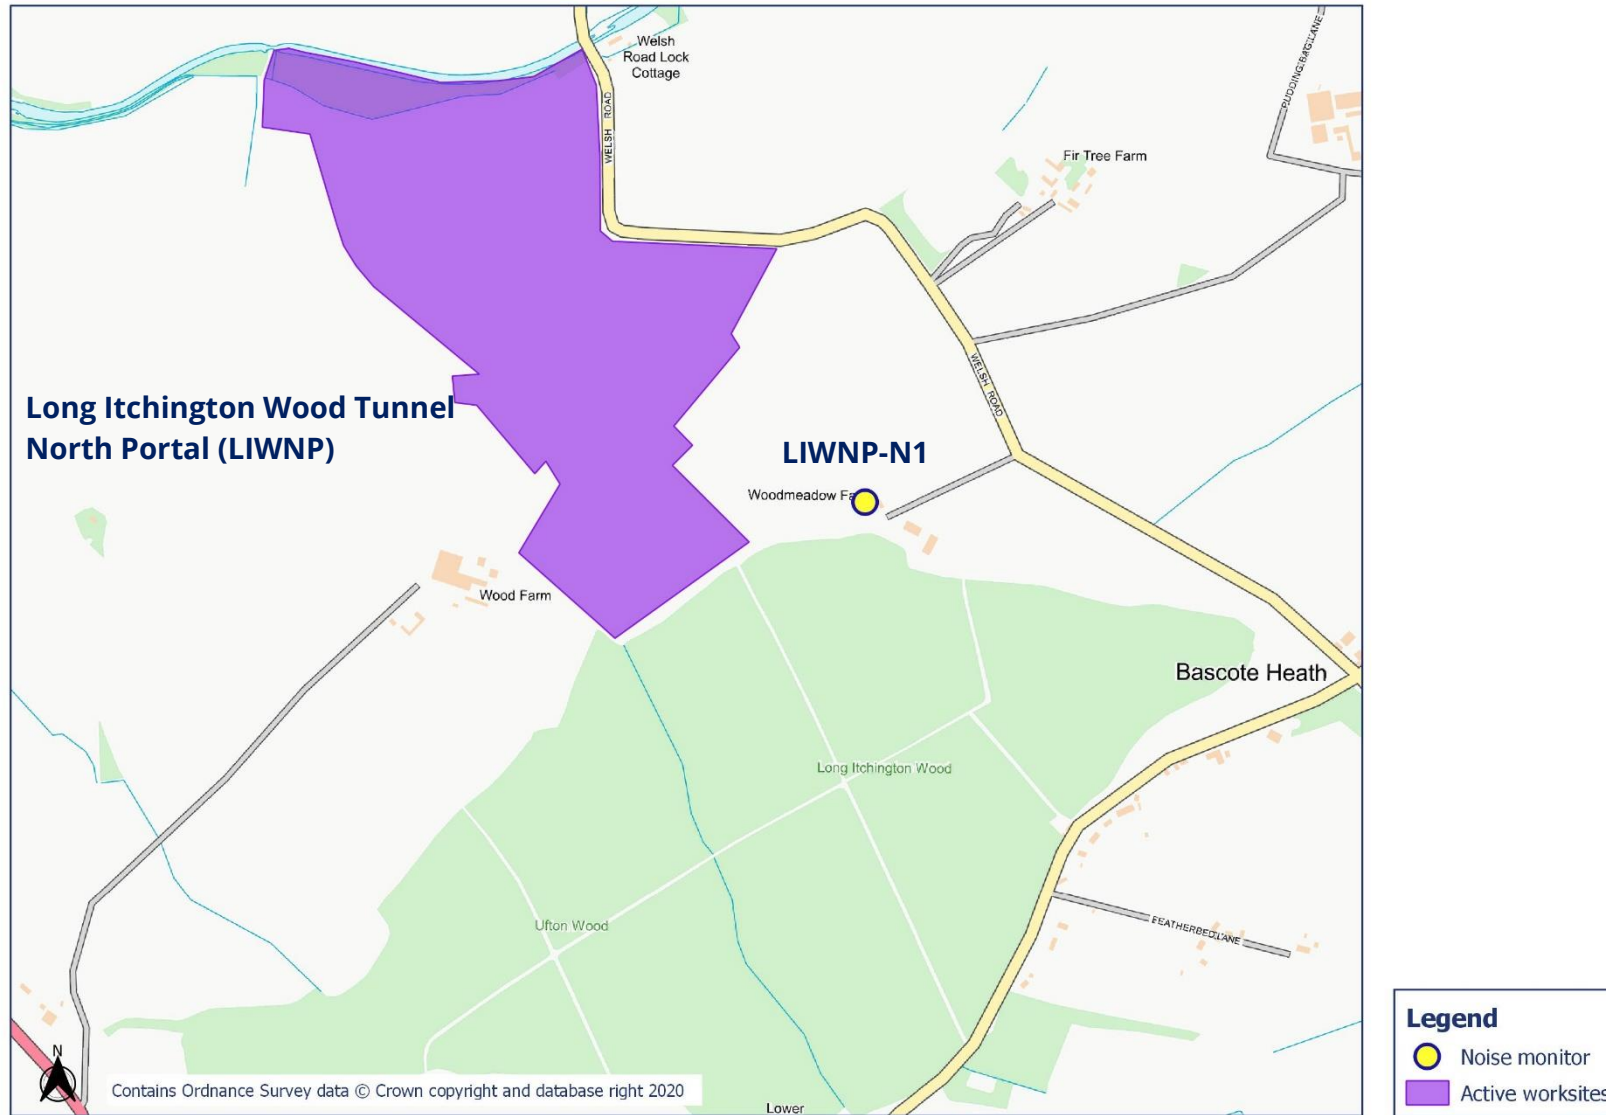 Welsh
Road Lock
Cottage
PUDDING BAG LANE
WELSH ROAD
Fir Tree Farm
WELSH ROAD
Long Itchington Wood Tunnel
North Portal (LIWNP)
LIWNP-N1
Woodmeadow Fa
Wood Farm
Bascote Heath
Long Itchington Wood
Ufton Wood
FEATHERBED LANE
N
Contains Ordnance Survey data © Crown copyright and database right 2020
Lower
Legend
Noise monitor
Active worksites